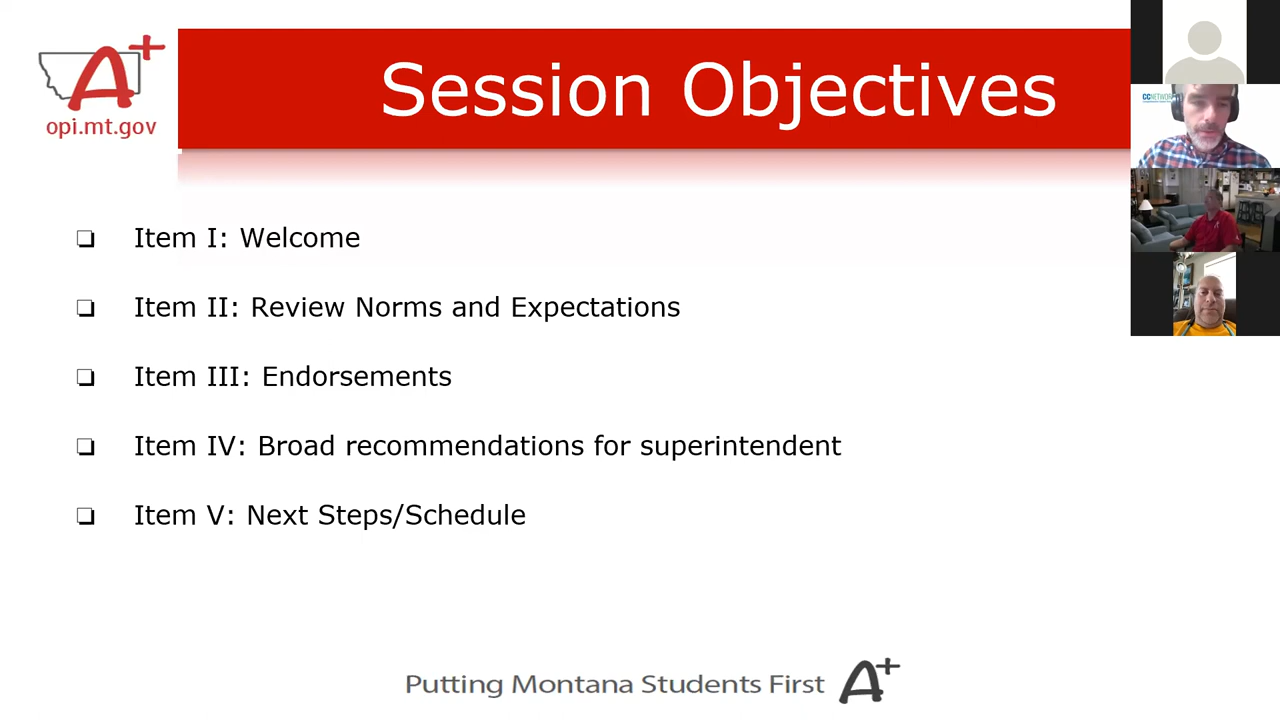 A+
opi.mt.gov
Session Objectives
CCNETWORK
Item I: Welcome
Item II: Review Norms and Expectations
Item III: Endorsements
Item IV: Broad recommendations for superintendent
Item V: Next Steps/Schedule
Putting Montana Students First A+